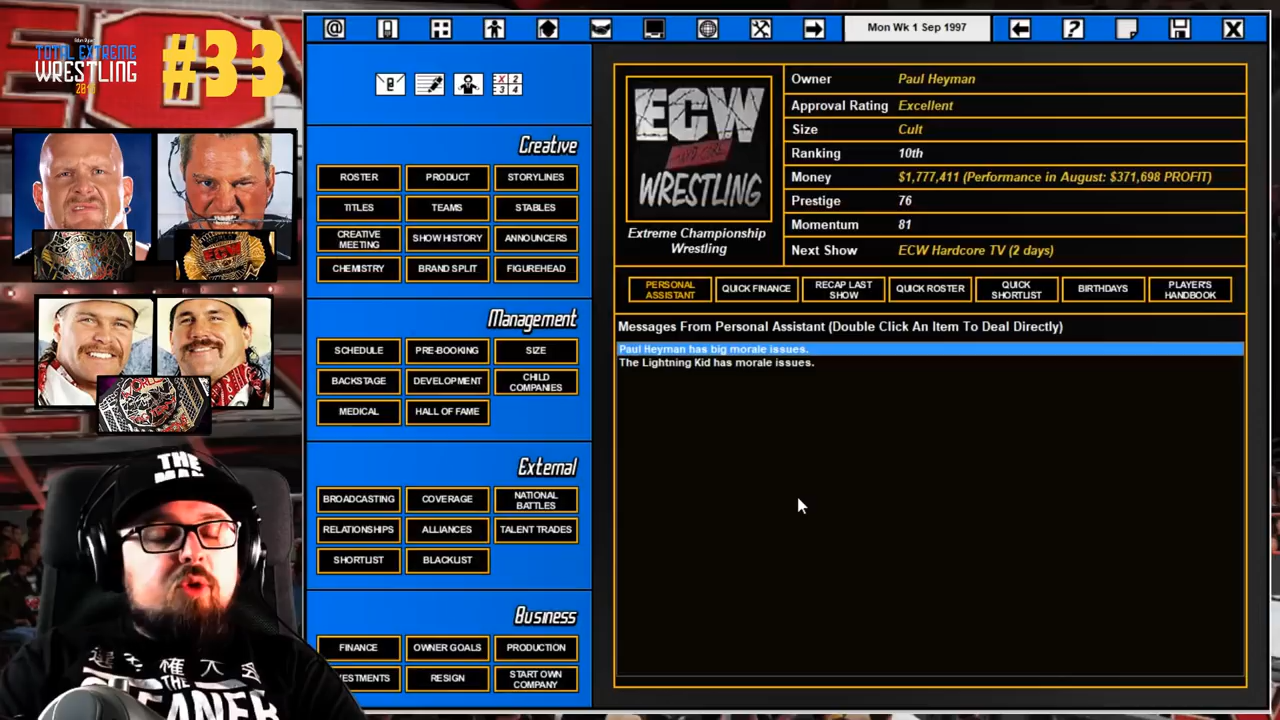 TOTAL EXTREME
WRESTLING
#33
Mon Wk 1 Sep 1997
Creative
ROSTER
PRODUCT
STORYLINES
TITLES
TEAMS
STABLES
CREATIVE MEETING
SHOW HISTORY
ANNOUNCERS
CHEMISTRY
BRAND SPLIT
FIGUREHEAD
Management
SCHEDULE
PRE-BOOKING
SIZE
BACKSTAGE
DEVELOPMENT
CHILD COMPANIES
MEDICAL
HALL OF FAME
External
BROADCASTING
COVERAGE
NATIONAL BATTLES
RELATIONSHIPS
ALLIANCES
TALENT TRADES
SHORTLIST
BLACKLIST
Business
FINANCE
OWNER GOALS
PRODUCTION
VESTMENTS
RESIGN
START OWN COMPANY
ECW
HARDCORE
WRESTLING
Extreme Championship
Wrestling
Owner Paul Heyman
Approval Rating Excellent
Size Cult
Ranking 10th
Money $1,777,411 (Performance in August: $371,698 PROFIT)
Prestige 76
Momentum 81
Next Show ECW Hardcore TV (2 days)
PERSONAL ASSISTANT
QUICK FINANCE
RECAP LAST SHOW
QUICK ROSTER
QUICK SHORTLIST
BIRTHDAYS
PLAYER'S HANDBOOK
Messages From Personal Assistant (Double Click An Item To Deal Directly)
Paul Heyman has big morale issues.
The Lightning Kid has morale issues.
THE
MAN
THE
CLEANER